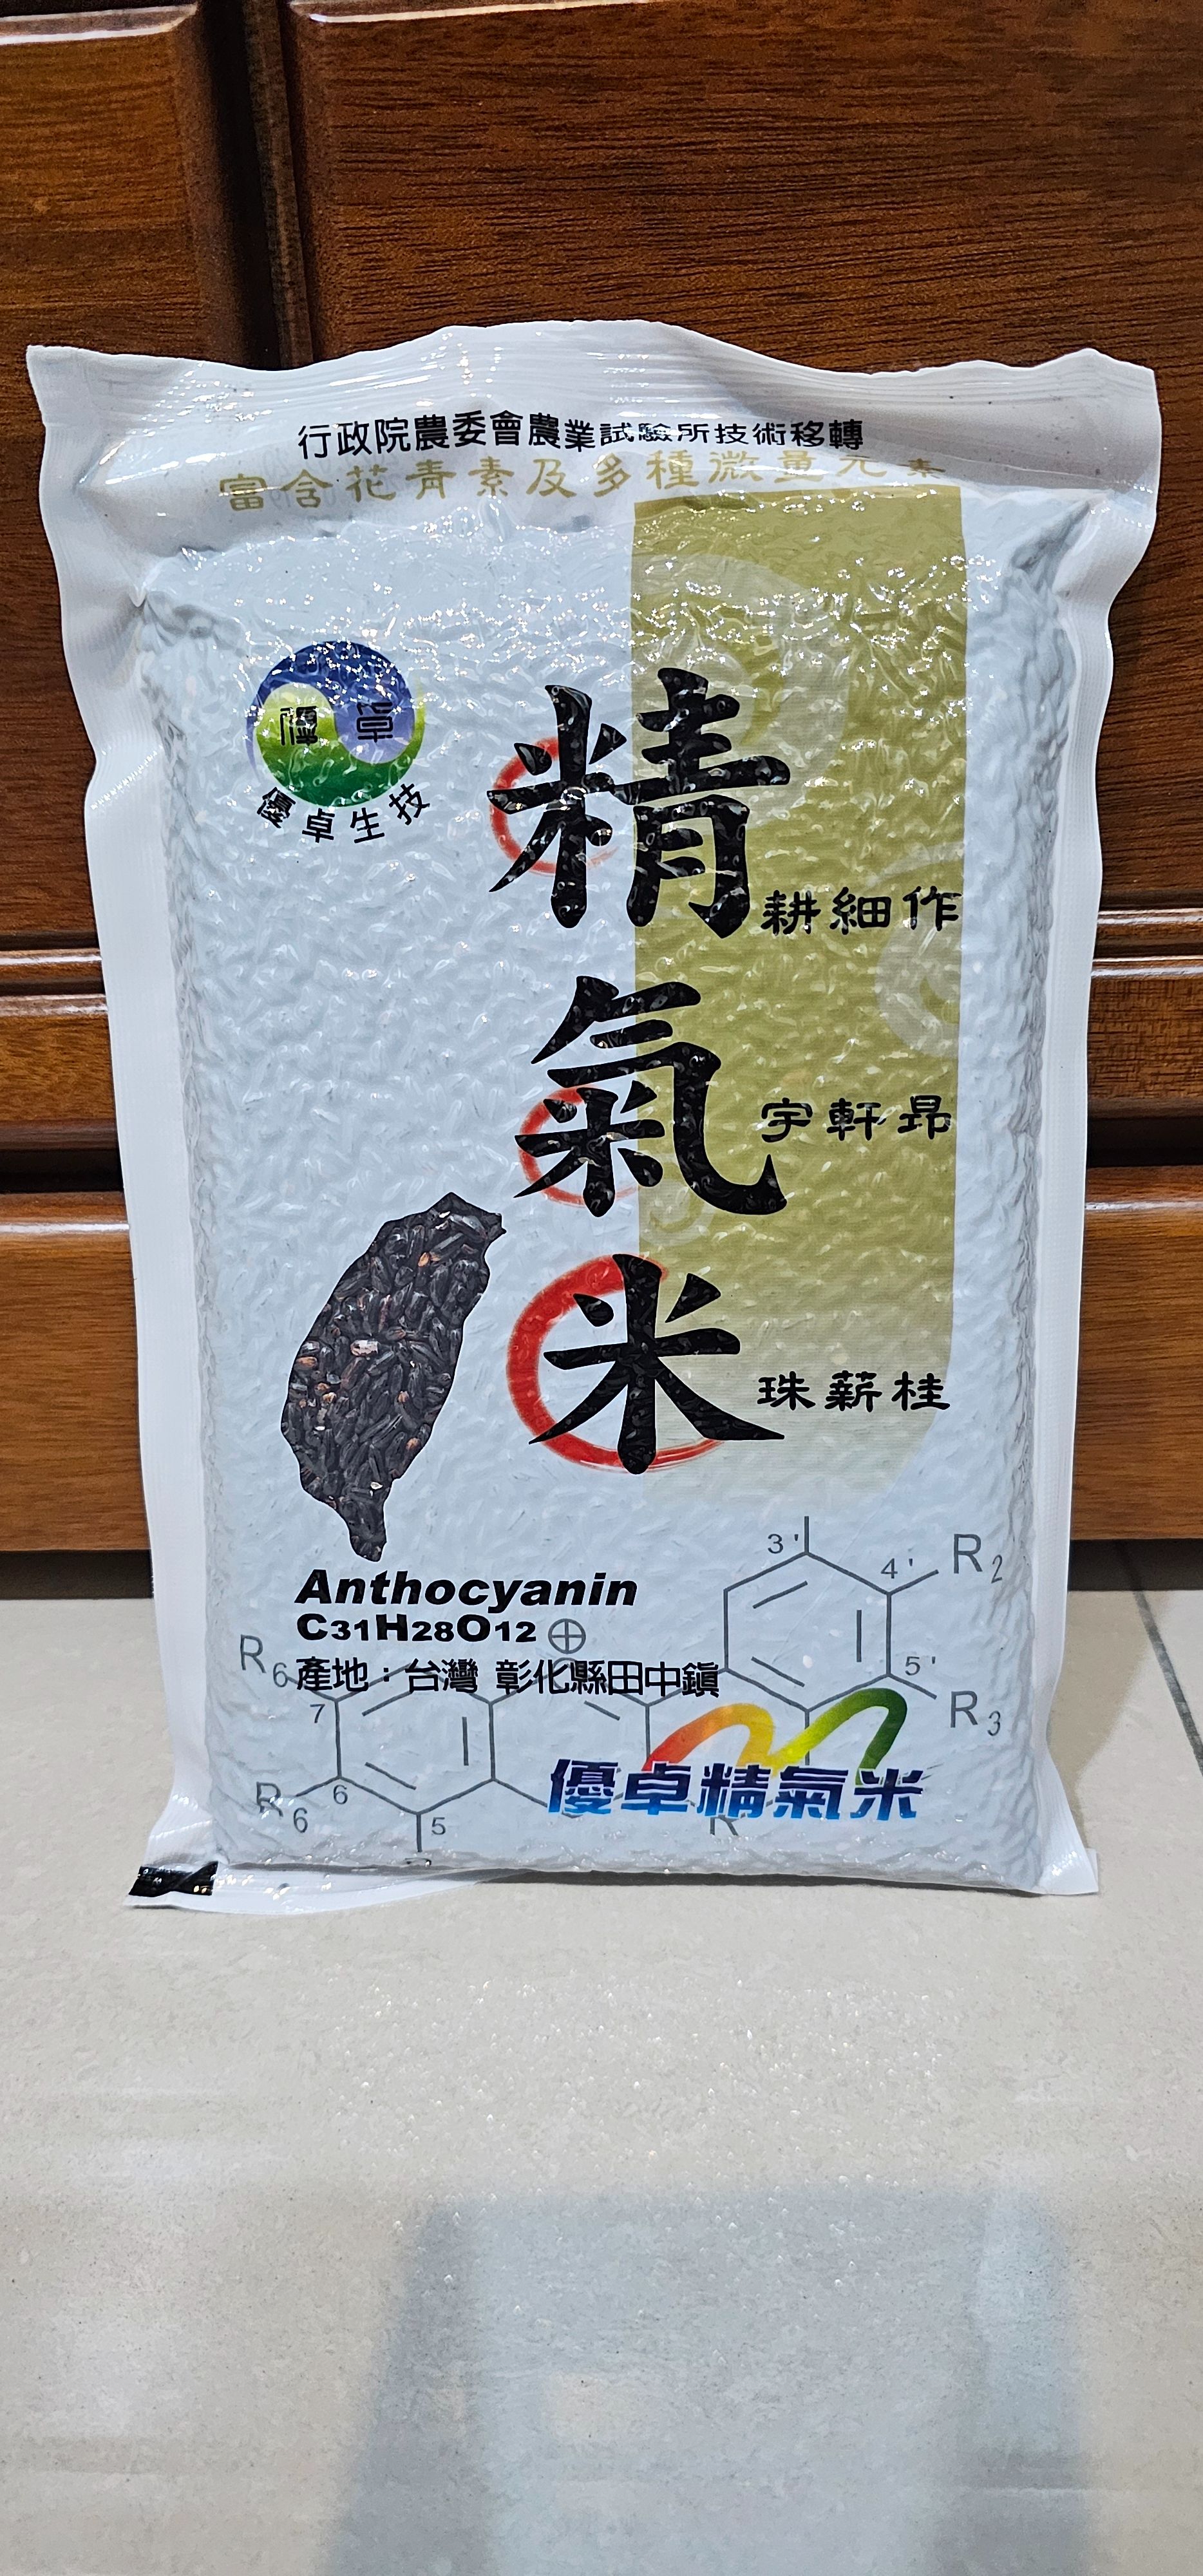 行政院農委會農業試驗所技術移轉
富含花青素及多種微量元素
優卓
優卓生技
精耕細作
氣宇軒昂
米珠薪桂
Anthocyanin
C31H28O12
產地：台灣 彰化縣田中鎮
3'
4'
R2
5'
R3
R6
7
R6
6
5
R
優卓精氣米